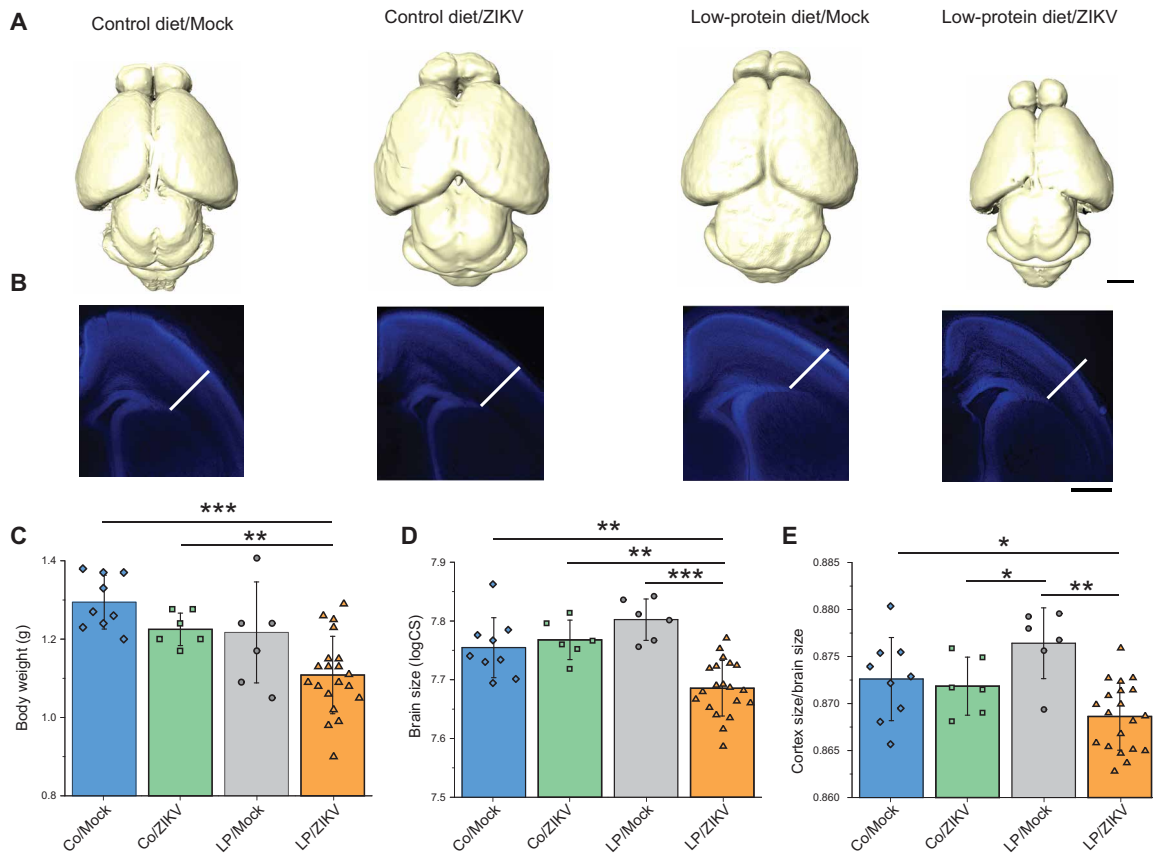 A
Control diet/Mock
Control diet/ZIKV
Low-protein diet/Mock
Low-protein diet/ZIKV
B
C
***
**
Body weight (g)
1.4
1.2
1.0
0.8
Co/Mock
Co/ZIKV
LP/Mock
LP/ZIKV
D
**
**
***
Brain size (logCS)
7.9
7.8
7.7
7.6
7.5
Co/Mock
Co/ZIKV
LP/Mock
LP/ZIKV
E
*
*
**
Cortex size/brain size
0.880
0.875
0.870
0.865
0.860
Co/Mock
Co/ZIKV
LP/Mock
LP/ZIKV